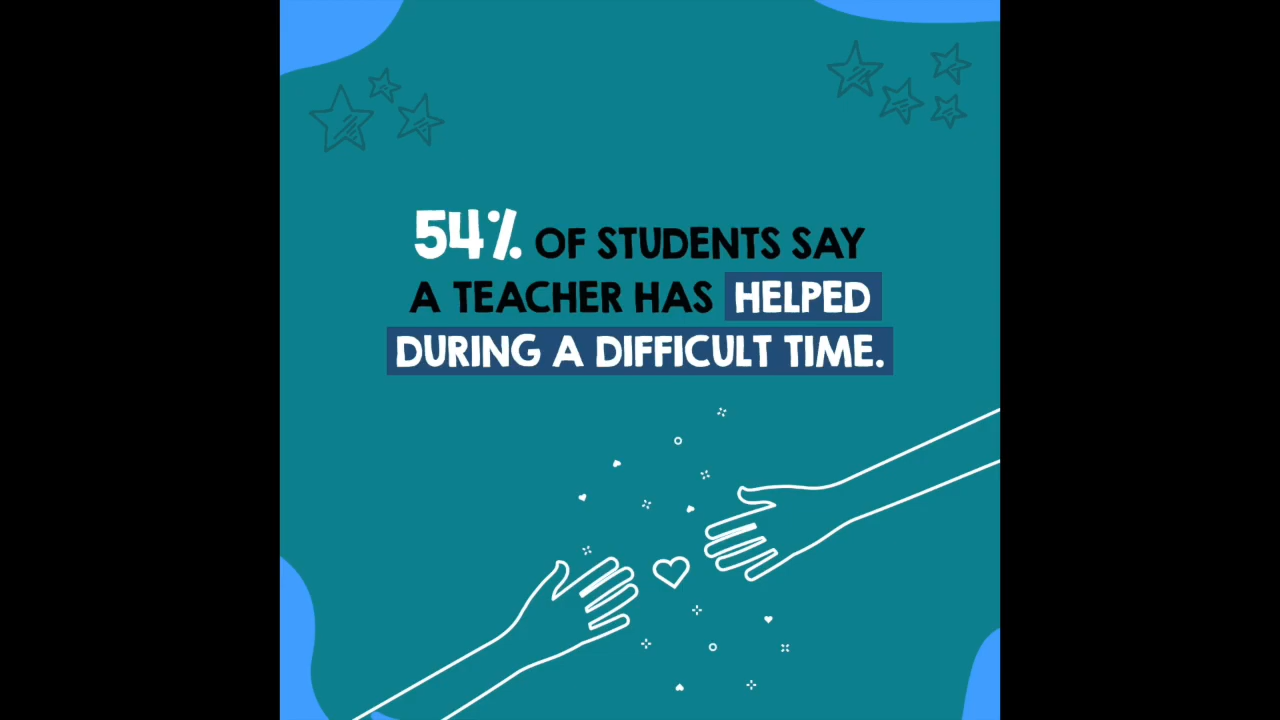 54% OF STUDENTS SAY
A TEACHER HAS HELPED
DURING A DIFFICULT TIME.